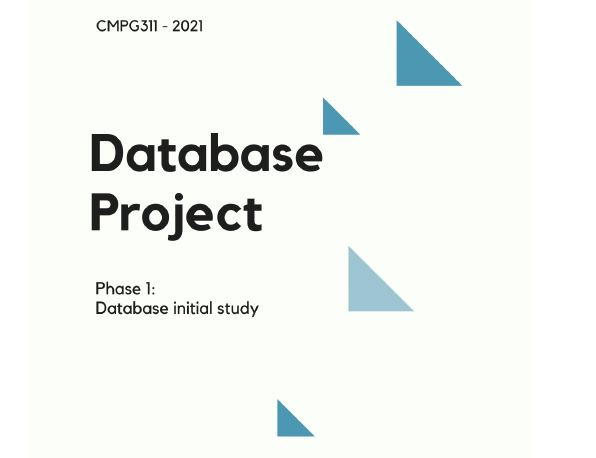 CMPG311 - 2021
Database
Project
Phase 1:
Database initial study